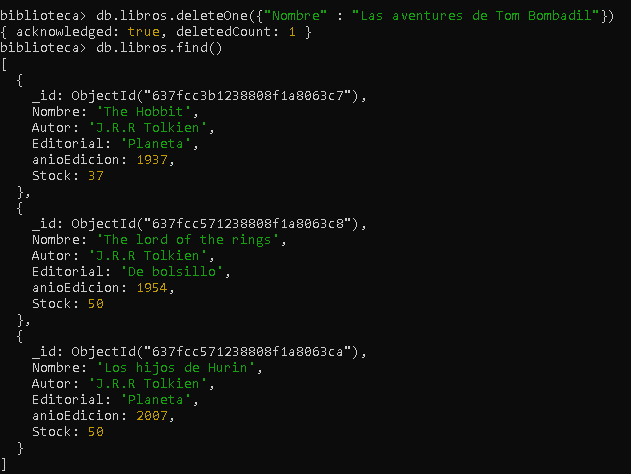 biblioteca> db.libros.deleteOne({"Nombre" : "Las aventures de Tom Bombadil"})
{ acknowledged: true, deletedCount: 1 }
biblioteca> db.libros.find()
[
  {
    _id: ObjectId("637fcc3b1238808f1a8063c7"),
    Nombre: 'The Hobbit',
    Autor: 'J.R.R Tolkien',
    Editorial: 'Planeta',
    anioEdicion: 1937,
    Stock: 37
  },
  {
    _id: ObjectId("637fcc571238808f1a8063c8"),
    Nombre: 'The lord of the rings',
    Autor: 'J.R.R Tolkien',
    Editorial: 'De bolsillo',
    anioEdicion: 1954,
    Stock: 50
  },
  {
    _id: ObjectId("637fcc571238808f1a8063ca"),
    Nombre: 'Los hijos de Hurin',
    Autor: 'J.R.R Tolkien',
    Editorial: 'Planeta',
    anioEdicion: 2007,
    Stock: 50
  }
]